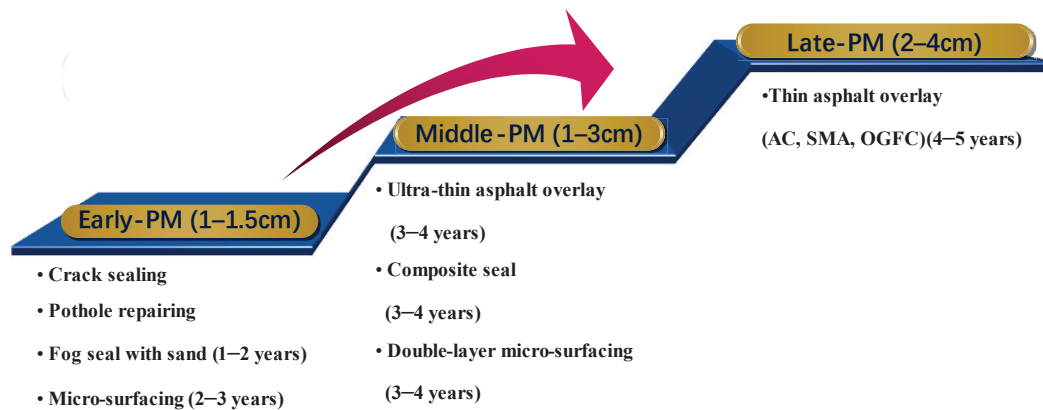 Early-PM (1–1.5cm)
• Crack sealing
• Pothole repairing
• Fog seal with sand (1–2 years)
• Micro-surfacing (2–3 years)
Middle-PM (1–3cm)
• Ultra-thin asphalt overlay
(3–4 years)
• Composite seal
(3–4 years)
• Double-layer micro-surfacing
(3–4 years)
Late-PM (2–4cm)
•Thin asphalt overlay
(AC, SMA, OGFC)(4–5 years)